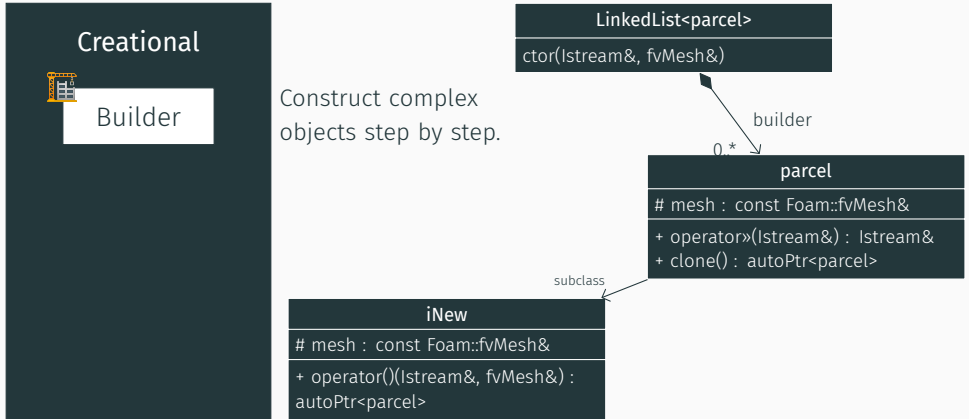 Creational
Builder
Construct complex
objects step by step.
LinkedList<parcel>
ctor(Istream&, fvMesh&)
builder
0..*
parcel
# mesh : const Foam::fvMesh&
+ operator»(Istream&) : Istream&
+ clone() : autoPtr<parcel>
subclass
iNew
# mesh : const Foam::fvMesh&
+ operator()(Istream&, fvMesh&) :
autoPtr<parcel>